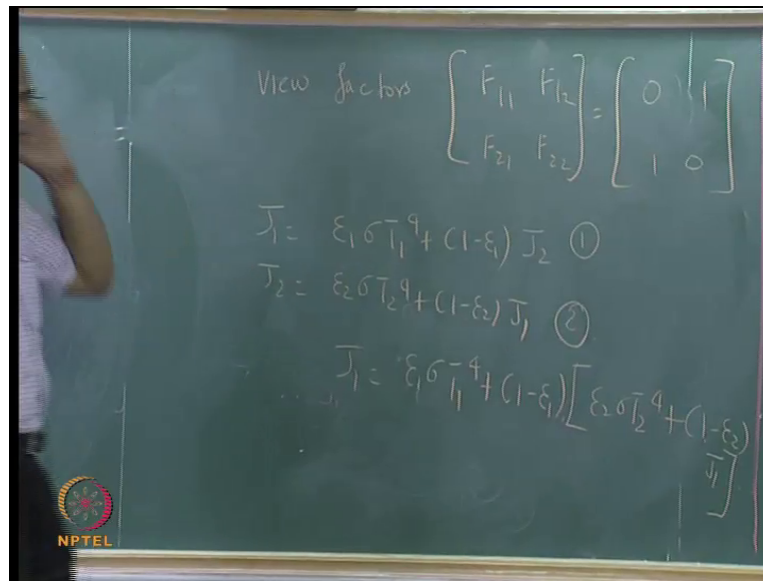 View factors [ F11 F12 F21 F22 ] = [ 0 1 1 0 ]
J1 = ε1 σ T1^4 + (1-ε1) J2 ①
J2 = ε2 σ T2^4 + (1-ε2) J1 ②
J1 = ε1 σ T1^4 + (1-ε1) [ ε2 σ T2^4 + (1-ε2)
J1 ]
NPTEL